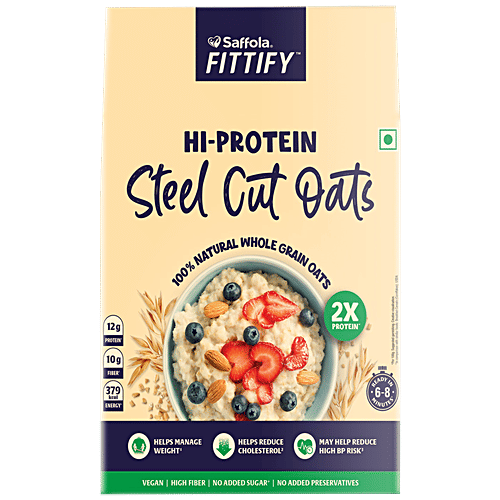 Saffola
FITTIFY™
HI-PROTEIN
Steel Cut Oats
100% NATURAL WHOLE GRAIN OATS
2X
PROTEIN
12g
PROTEIN
10g
FIBER
379
kcal
ENERGY
READY IN
6-8
MINUTES
HELPS MANAGE
WEIGHT
HELPS REDUCE
CHOLESTEROL
MAY HELP REDUCE
HIGH BP RISK
VEGAN | HIGH FIBER | NO ADDED SUGAR | NO ADDED PRESERVATIVES